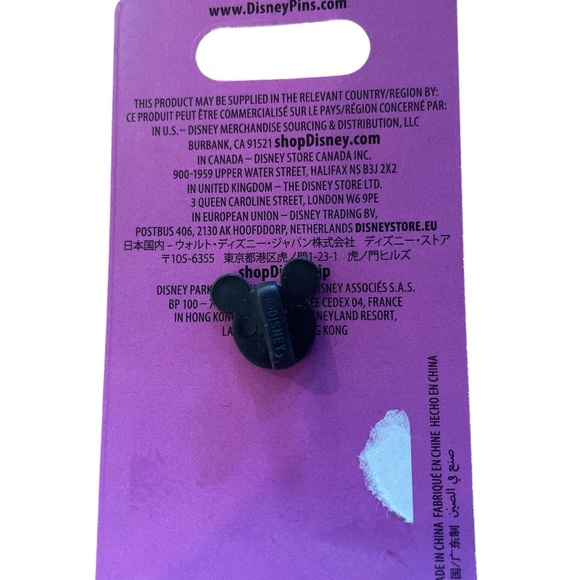 www.DisneyPins.com
THIS PRODUCT MAY BE SUPPLIED IN THE RELEVANT COUNTRY/REGION BY:
CE PRODUIT PEUT ÊTRE COMMERCIALISÉ SUR LE PAYS/RÉGION CONCERNÉ PAR:
IN U.S. – DISNEY MERCHANDISE SOURCING & DISTRIBUTION, LLC
BURBANK, CA 91521 shopDisney.com
IN CANADA – DISNEY STORE CANADA INC.
900-1959 UPPER WATER STREET, HALIFAX NS B3J 2X2
IN UNITED KINGDOM – THE DISNEY STORE LTD.
3 QUEEN CAROLINE STREET, LONDON W6 9PE
IN EUROPEAN UNION – DISNEY TRADING BV,
POSTBUS 406, 2130 AK HOOFDDORP, NETHERLANDS DISNEYSTORE.EU
日本国内 – ウォルト・ディズニー・ジャパン株式会社 ディズニー・ストア
〒105-6355 東京都港区虎ノ門1-23-1 虎ノ門ヒルズ
DISNEY ASSOCIÉS S.A.S.
BP 100 – CEDEX 04, FRANCE
IN HONG RESORT,
©DISNEY
FABRIQUÉ EN CHINE HECHO EN CHINA
صنع في الصين